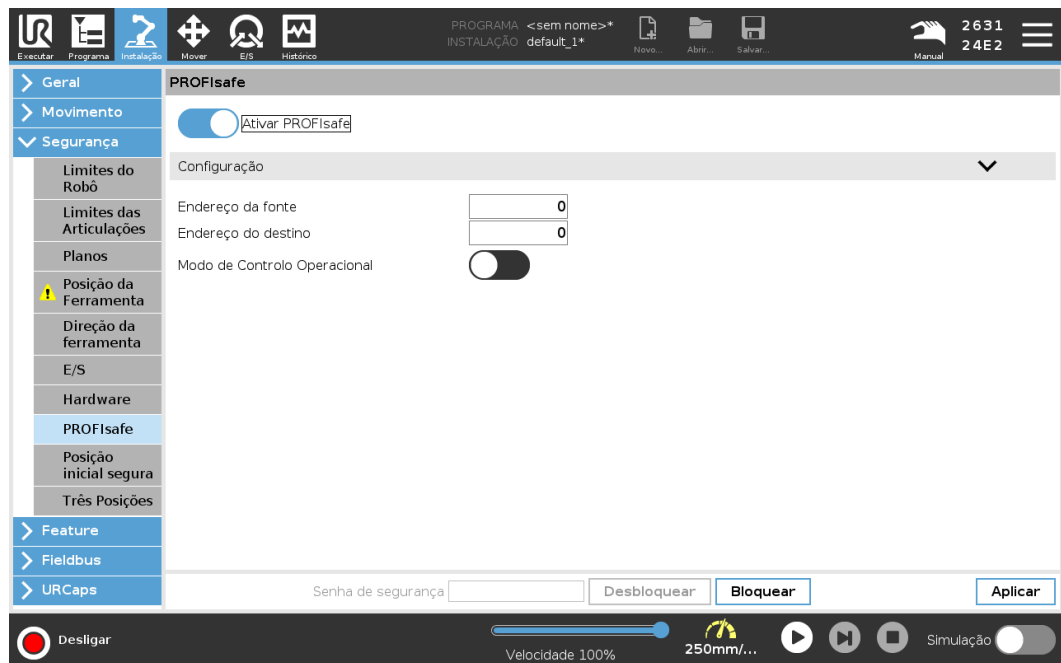 PROGRAMA <sem nome>*
INSTALAÇÃO default_1*
Executar Programa Instalação Mover E/S Histórico Novo... Abrir... Salvar... Manual
2631
24E2
Geral
Movimento
Segurança
Limites do
Robô
Limites das
Articulações
Planos
Posição da
Ferramenta
Direção da
ferramenta
E/S
Hardware
PROFIsafe
Posição
inicial segura
Três Posições
Feature
Fieldbus
URCaps
PROFIsafe
Ativar PROFIsafe
Configuração
Endereço da fonte 0
Endereço do destino 0
Modo de Controlo Operacional
Senha de segurança Desbloquear Bloquear Aplicar
Desligar
Velocidade 100%
250mm/...
Simulação